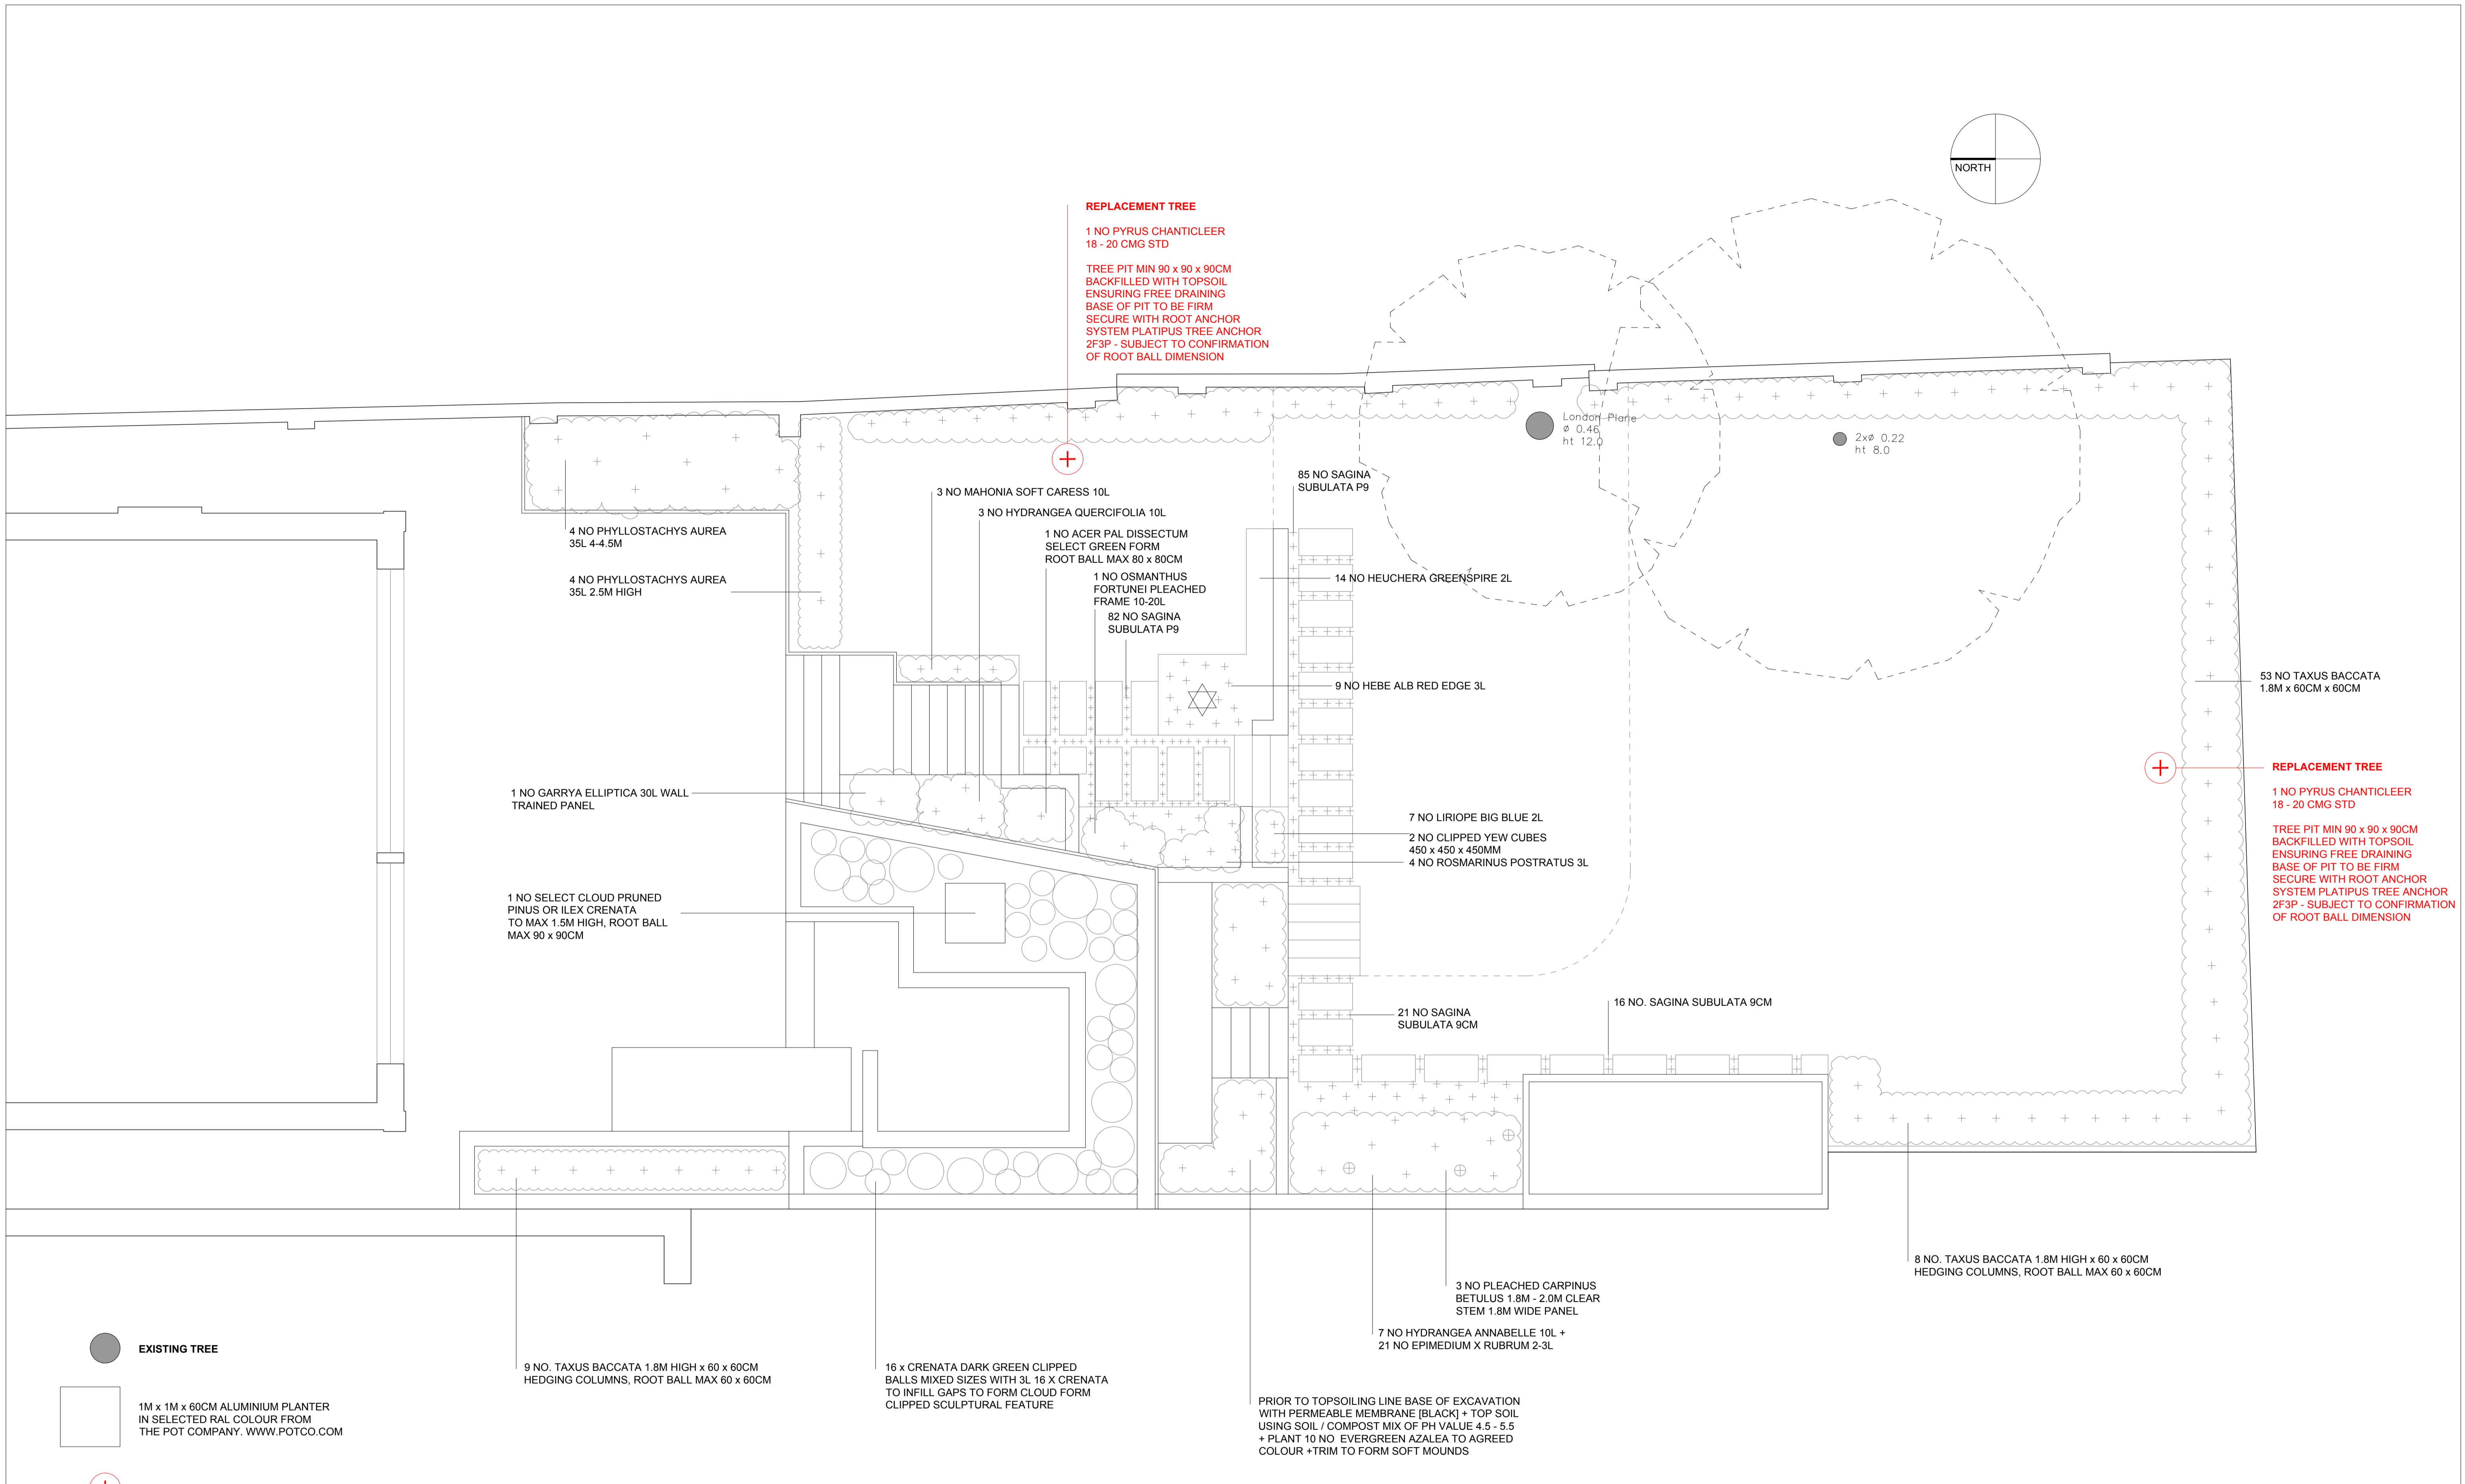 NORTH
REPLACEMENT TREE
1 NO PYRUS CHANTICLEER
18 - 20 CMG STD
TREE PIT MIN 90 x 90 x 90CM
BACKFILLED WITH TOPSOIL
ENSURING FREE DRAINING
BASE OF PIT TO BE FIRM
SECURE WITH ROOT ANCHOR
SYSTEM PLATIPUS TREE ANCHOR
2F3P - SUBJECT TO CONFIRMATION
OF ROOT BALL DIMENSION
London Plane
ø 0.46
ht 12.0
2xø 0.22
ht 8.0
85 NO SAGINA
SUBULATA P9
3 NO MAHONIA SOFT CARESS 10L
3 NO HYDRANGEA QUERCIFOLIA 10L
4 NO PHYLLOSTACHYS AUREA
35L 4-4.5M
1 NO ACER PAL DISSECTUM
SELECT GREEN FORM
ROOT BALL MAX 80 x 80CM
4 NO PHYLLOSTACHYS AUREA
35L 2.5M HIGH
1 NO OSMANTHUS
FORTUNEI PLEACHED
FRAME 10-20L
14 NO HEUCHERA GREENSPIRE 2L
82 NO SAGINA
SUBULATA P9
9 NO HEBE ALB RED EDGE 3L
53 NO TAXUS BACCATA
1.8M x 60CM x 60CM
REPLACEMENT TREE
1 NO PYRUS CHANTICLEER
18 - 20 CMG STD
TREE PIT MIN 90 x 90 x 90CM
BACKFILLED WITH TOPSOIL
ENSURING FREE DRAINING
BASE OF PIT TO BE FIRM
SECURE WITH ROOT ANCHOR
SYSTEM PLATIPUS TREE ANCHOR
2F3P - SUBJECT TO CONFIRMATION
OF ROOT BALL DIMENSION
1 NO GARRYA ELLIPTICA 30L WALL
TRAINED PANEL
7 NO LIRIOPE BIG BLUE 2L
2 NO CLIPPED YEW CUBES
450 x 450 x 450MM
4 NO ROSMARINUS POSTRATUS 3L
1 NO SELECT CLOUD PRUNED
PINUS OR ILEX CRENATA
TO MAX 1.5M HIGH, ROOT BALL
MAX 90 x 90CM
21 NO SAGINA
SUBULATA 9CM
16 NO. SAGINA SUBULATA 9CM
8 NO. TAXUS BACCATA 1.8M HIGH x 60 x 60CM
HEDGING COLUMNS, ROOT BALL MAX 60 x 60CM
3 NO PLEACHED CARPINUS
BETULUS 1.8M - 2.0M CLEAR
STEM 1.8M WIDE PANEL
7 NO HYDRANGEA ANNABELLE 10L +
21 NO EPIMEDIUM X RUBRUM 2-3L
EXISTING TREE
9 NO. TAXUS BACCATA 1.8M HIGH x 60 x 60CM
HEDGING COLUMNS, ROOT BALL MAX 60 x 60CM
16 x CRENATA DARK GREEN CLIPPED
BALLS MIXED SIZES WITH 3L 16 X CRENATA
TO INFILL GAPS TO FORM CLOUD FORM
CLIPPED SCULPTURAL FEATURE
PRIOR TO TOPSOILING LINE BASE OF EXCAVATION
WITH PERMEABLE MEMBRANE [BLACK] + TOP SOIL
USING SOIL / COMPOST MIX OF PH VALUE 4.5 - 5.5
+ PLANT 10 NO EVERGREEN AZALEA TO AGREED
COLOUR +TRIM TO FORM SOFT MOUNDS
1M x 1M x 60CM ALUMINIUM PLANTER
IN SELECTED RAL COLOUR FROM
THE POT COMPANY. WWW.POTCO.COM